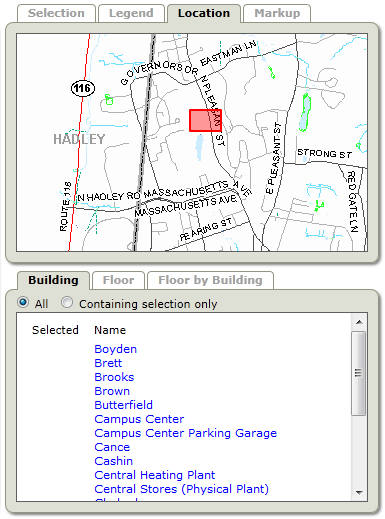 Selection Legend Location Markup
GOVERNORS DR EASTMAN LN
N PLEASANT ST
116
HADLEY
E PLEASANT ST
STRONG ST
RED GATE LN
ROUTE 116
N HADLEY RD MASSACHUSETTS AVE
MASSACHUSETTS AVE
FEARING ST
Building Floor Floor by Building
All Containing selection only
Selected Name
Boyden
Brett
Brooks
Brown
Butterfield
Campus Center
Campus Center Parking Garage
Cance
Cashin
Central Heating Plant
Central Stores (Physical Plant)